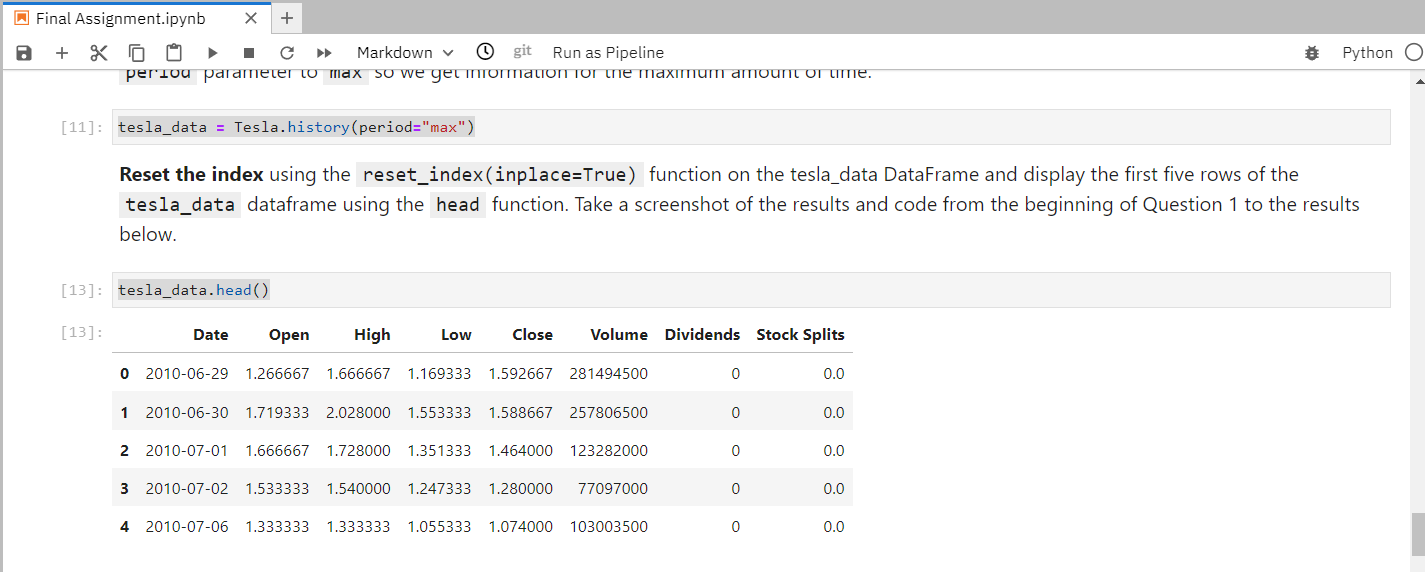 Final Assignment.ipynb
Markdown git Run as Pipeline Python
period parameter to max so we get information for the maximum amount of time.
[11]: tesla_data = Tesla.history(period="max")
Reset the index using the reset_index(inplace=True) function on the tesla_data DataFrame and display the first five rows of the
tesla_data dataframe using the head function. Take a screenshot of the results and code from the beginning of Question 1 to the results
below.
[13]: tesla_data.head()
[13]: Date Open High Low Close Volume Dividends Stock Splits
0 2010-06-29 1.266667 1.666667 1.169333 1.592667 281494500 0 0.0
1 2010-06-30 1.719333 2.028000 1.553333 1.588667 257806500 0 0.0
2 2010-07-01 1.666667 1.728000 1.351333 1.464000 123282000 0 0.0
3 2010-07-02 1.533333 1.540000 1.247333 1.280000 77097000 0 0.0
4 2010-07-06 1.333333 1.333333 1.055333 1.074000 103003500 0 0.0